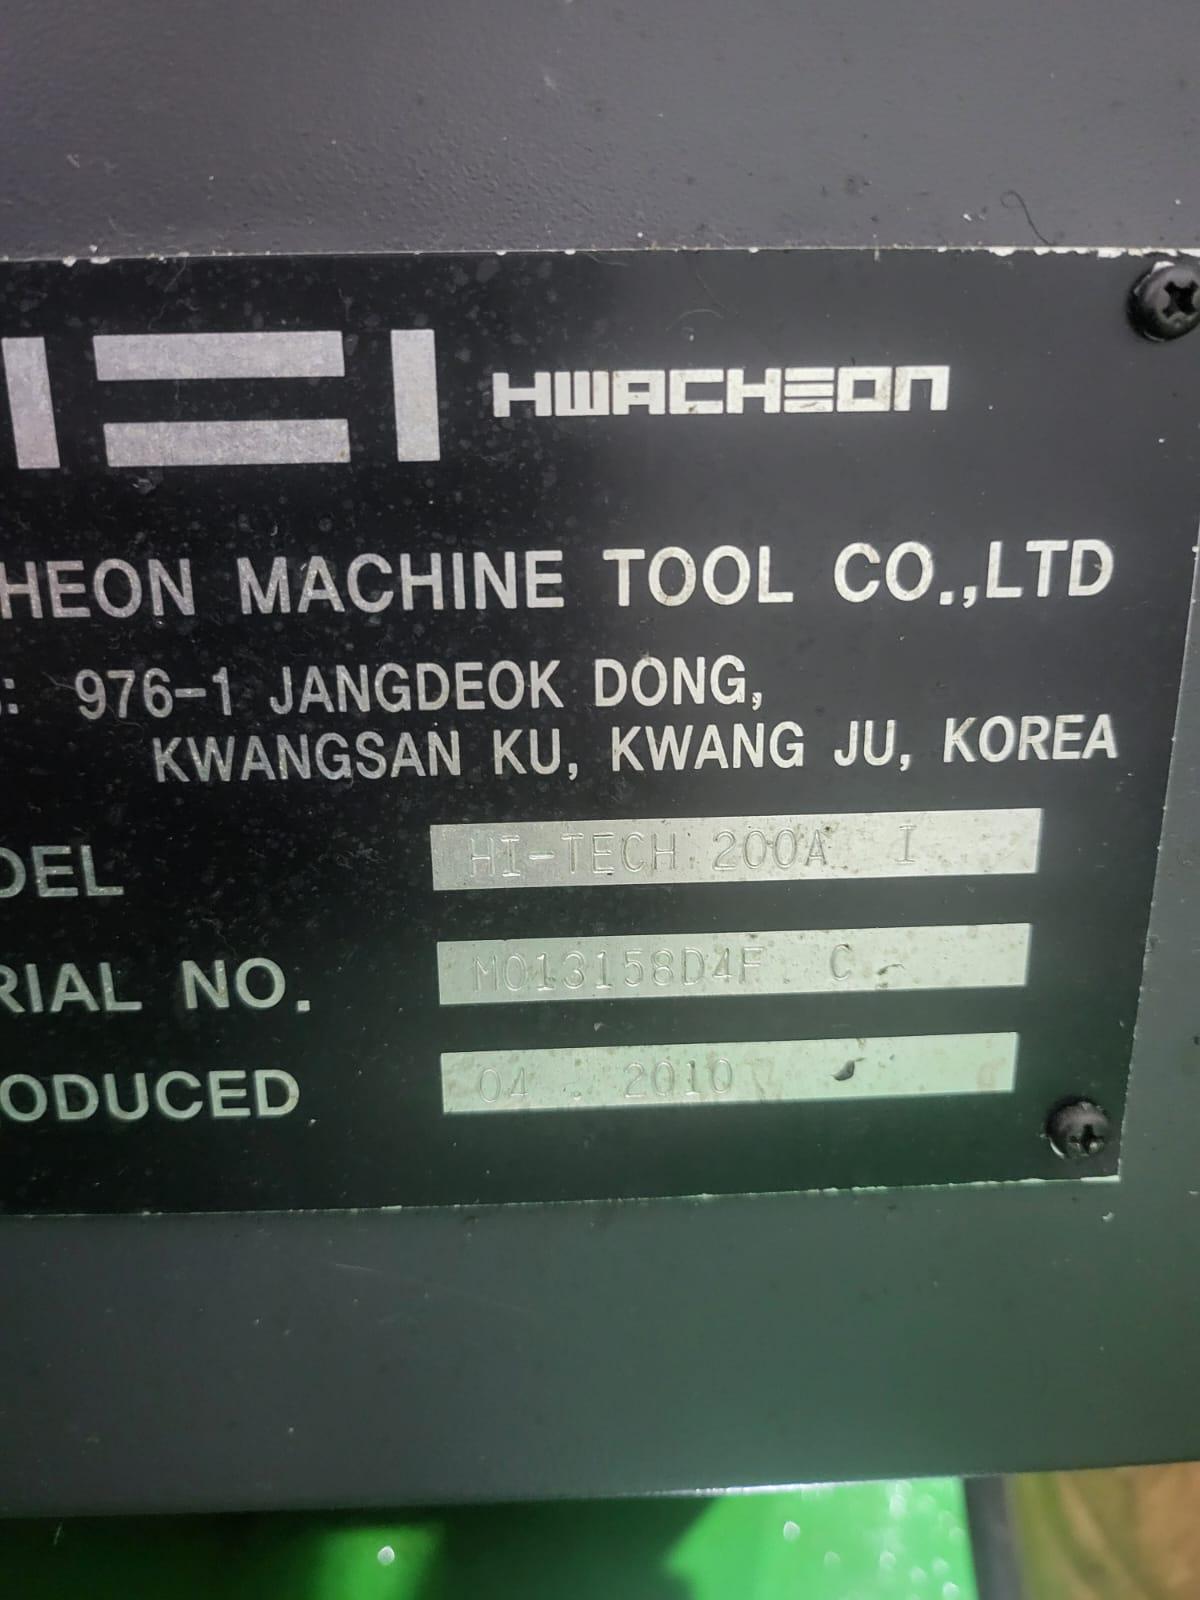 HWACHEON
HEON MACHINE TOOL CO.,LTD
: 976-1 JANGDEOK DONG,
KWANGSAN KU, KWANG JU, KOREA
DEL HI-TECH 200A I
RIAL NO. M013158D4F C
ODUCED 04 . 2010